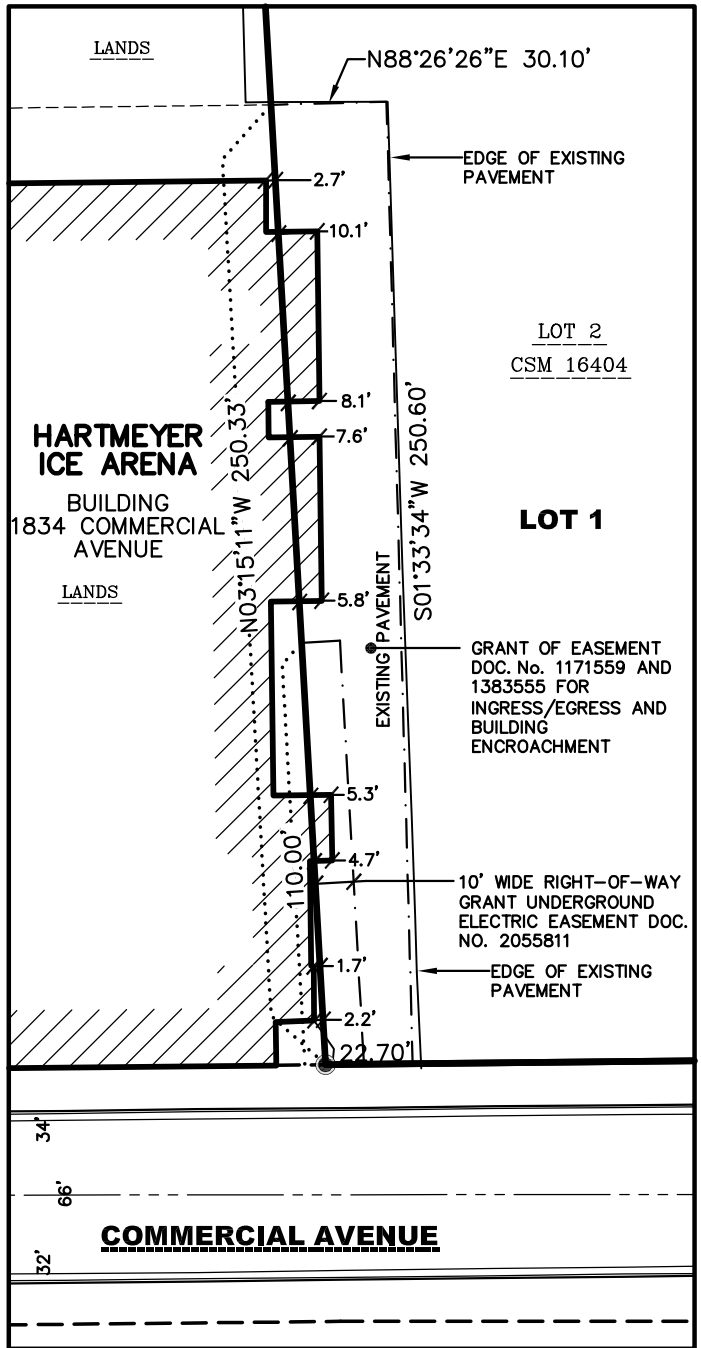 LANDS
N88°26'26"E 30.10'
EDGE OF EXISTING
PAVEMENT
2.7'
10.1'
LOT 2
CSM 16404
8.1'
7.6'
HARTMEYER
ICE ARENA
BUILDING
1834 COMMERCIAL
AVENUE
LANDS
N03°15'11"W 250.33'
S01°33'34"W 250.60'
LOT 1
5.8'
EXISTING PAVEMENT
GRANT OF EASEMENT
DOC. No. 1171559 AND
1383555 FOR
INGRESS/EGRESS AND
BUILDING
ENCROACHMENT
5.3'
110.00'
4.7'
10' WIDE RIGHT-OF-WAY
GRANT UNDERGROUND
ELECTRIC EASEMENT DOC.
NO. 2055811
1.7'
EDGE OF EXISTING
PAVEMENT
2.2'
22.70'
34'
66'
32'
COMMERCIAL AVENUE